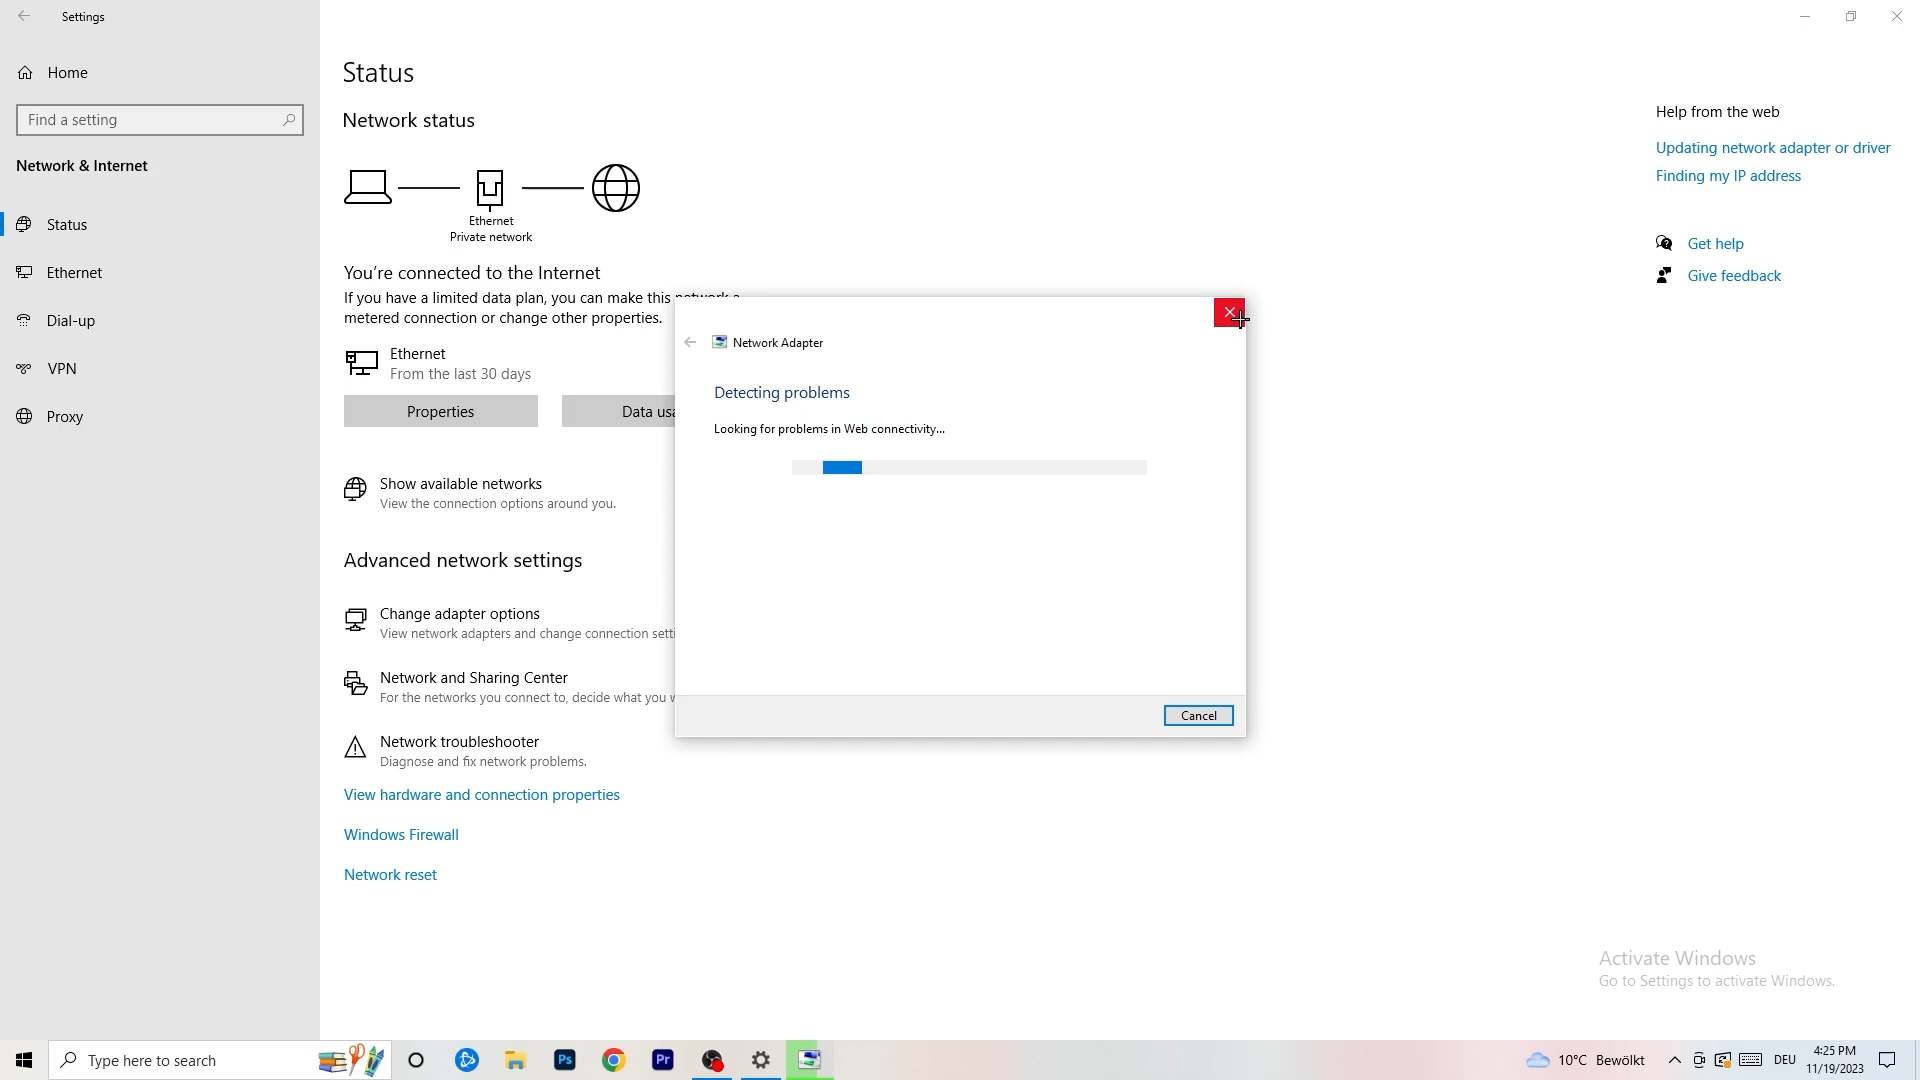 Settings
Home
Find a setting
Network & Internet
Status
Ethernet
Dial-up
VPN
Proxy
Status
Network status
Ethernet
Private network
You're connected to the Internet
If you have a limited data plan, you can make this network a
metered connection or change other properties.
Ethernet
From the last 30 days
Properties
Data usa
Show available networks
View the connection options around you.
Advanced network settings
Change adapter options
View network adapters and change connection setti
Network and Sharing Center
For the networks you connect to, decide what you w
Network troubleshooter
Diagnose and fix network problems.
View hardware and connection properties
Windows Firewall
Network reset
Network Adapter
Detecting problems
Looking for problems in Web connectivity...
Cancel
Help from the web
Updating network adapter or driver
Finding my IP address
Get help
Give feedback
Activate Windows
Go to Settings to activate Windows.
Type here to search
Ps
Pr
10°C Bewölkt
DEU
4:25 PM
11/19/2023